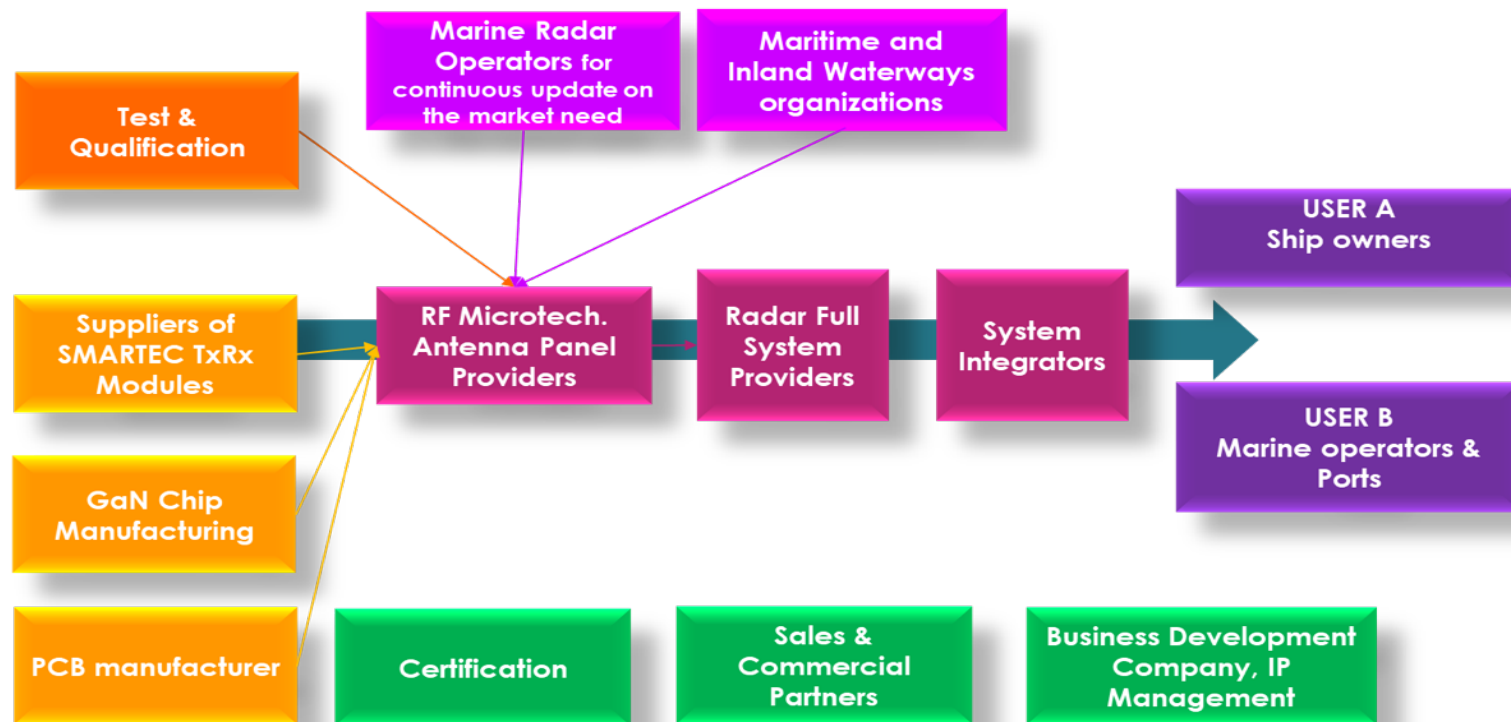 Marine Radar
Operators for
continuous update on
the market need
Maritime and
Inland Waterways
organizations
Test &
Qualification
USER A
Ship owners
Suppliers of
SMARTEC TxRx
Modules
RF Microtech.
Antenna Panel
Providers
Radar Full
System
Providers
System
Integrators
USER B
Marine operators &
Ports
GaN Chip
Manufacturing
PCB manufacturer
Certification
Sales &
Commercial
Partners
Business Development
Company, IP
Management